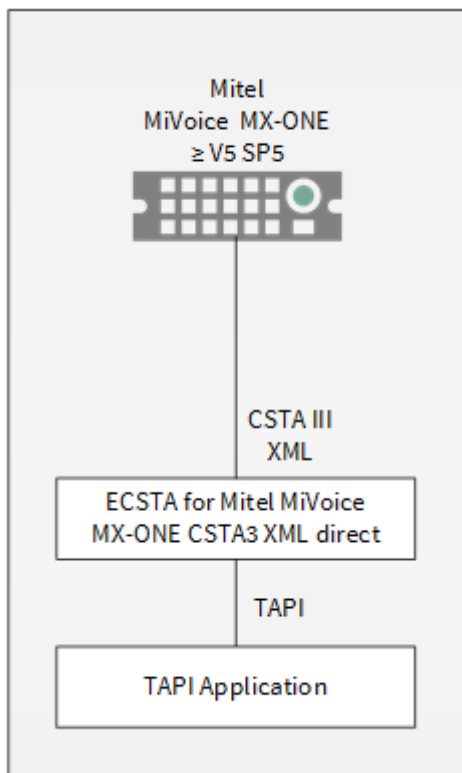 Mitel
MiVoice MX-ONE
≥ V5 SP5
CSTA III
XML
ECSTA for Mitel MiVoice
MX-ONE CSTA3 XML direct
TAPI
TAPI Application